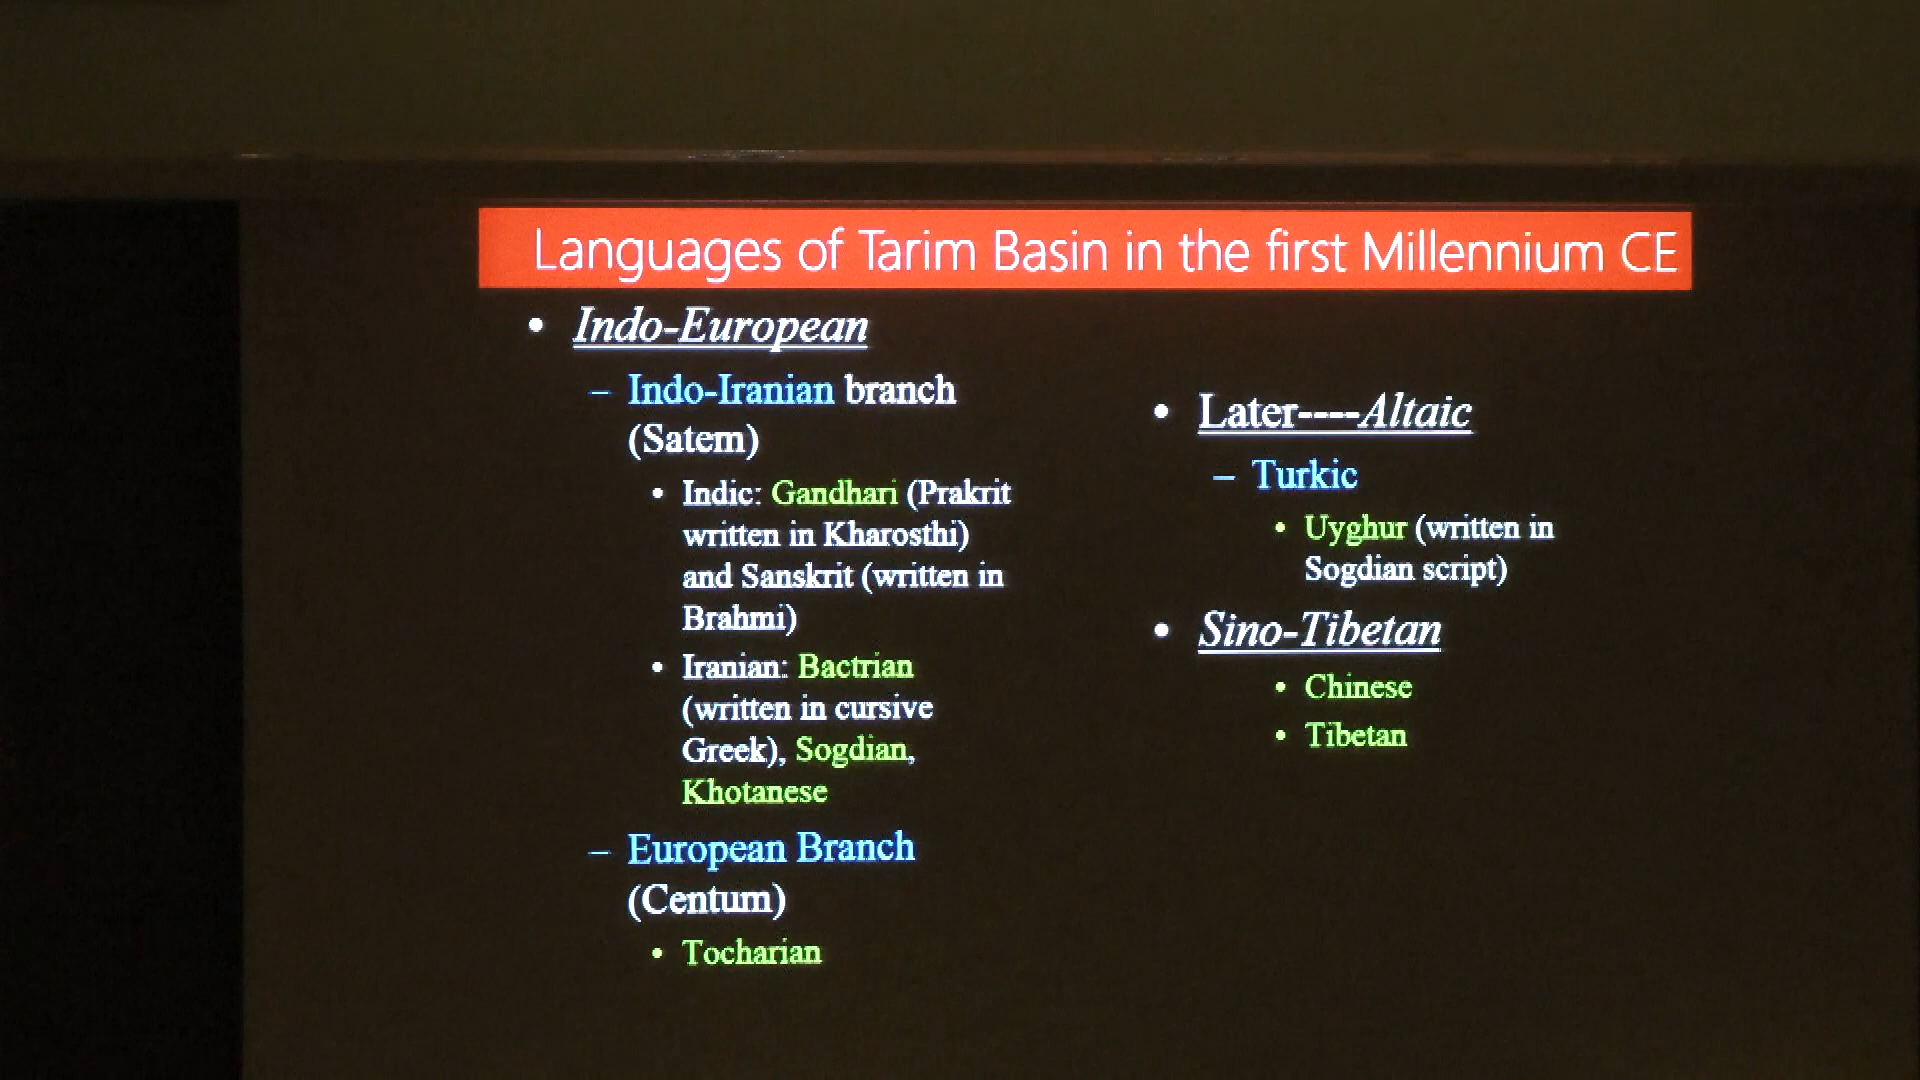 Languages of Tarim Basin in the first Millennium CE
• Indo-European
– Indo-Iranian branch
(Satem)
• Indic: Gandhari (Prakrit
written in Kharosthi)
and Sanskrit (written in
Brahmi)
• Iranian: Bactrian
(written in cursive
Greek), Sogdian,
Khotanese
– European Branch
(Centum)
• Tocharian
• Later----Altaic
– Turkic
• Uyghur (written in
Sogdian script)
• Sino-Tibetan
• Chinese
• Tibetan